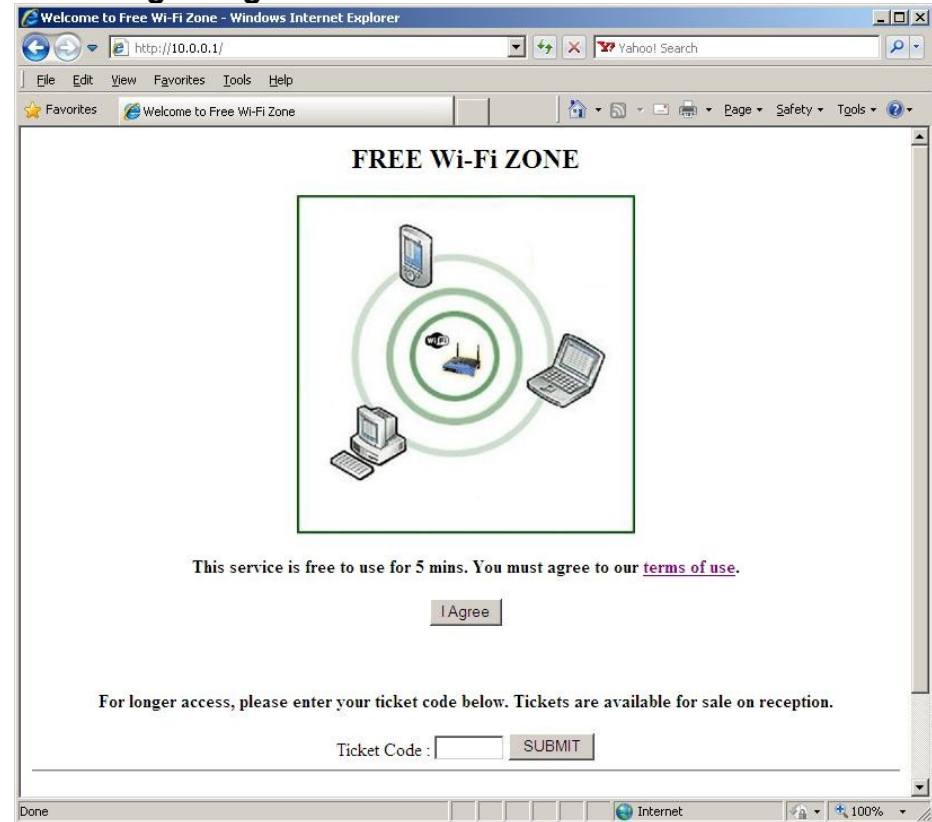 Welcome to Free Wi-Fi Zone - Windows Internet Explorer
http://10.0.0.1/
Yahoo! Search
File Edit View Favorites Tools Help
Favorites Welcome to Free Wi-Fi Zone Page Safety Tools
FREE Wi-Fi ZONE
Wi Fi
This service is free to use for 5 mins. You must agree to our terms of use.
I Agree
For longer access, please enter your ticket code below. Tickets are available for sale on reception.
Ticket Code : SUBMIT
Done Internet 100%